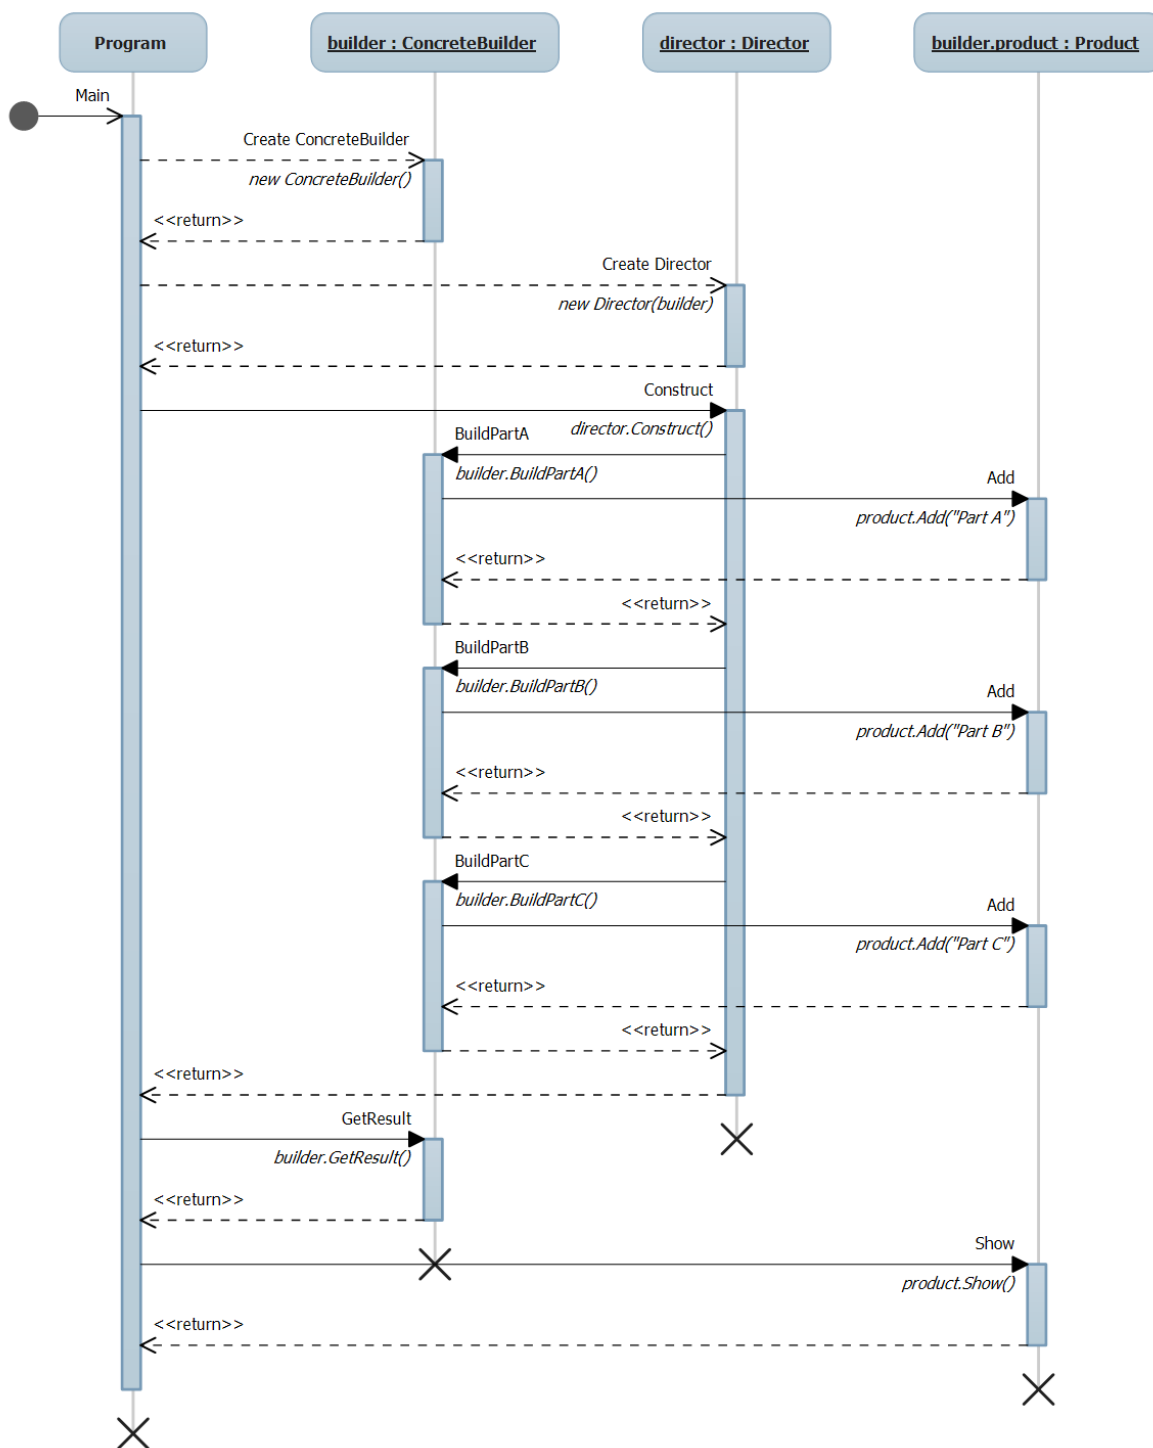 Program
builder : ConcreteBuilder
director : Director
builder.product : Product
Main
Create ConcreteBuilder
new ConcreteBuilder()
<<return>>
Create Director
new Director(builder)
<<return>>
Construct
director.Construct()
BuildPartA
builder.BuildPartA()
Add
product.Add("Part A")
<<return>>
<<return>>
BuildPartB
builder.BuildPartB()
Add
product.Add("Part B")
<<return>>
<<return>>
BuildPartC
builder.BuildPartC()
Add
product.Add("Part C")
<<return>>
<<return>>
<<return>>
GetResult
builder.GetResult()
<<return>>
Show
product.Show()
<<return>>